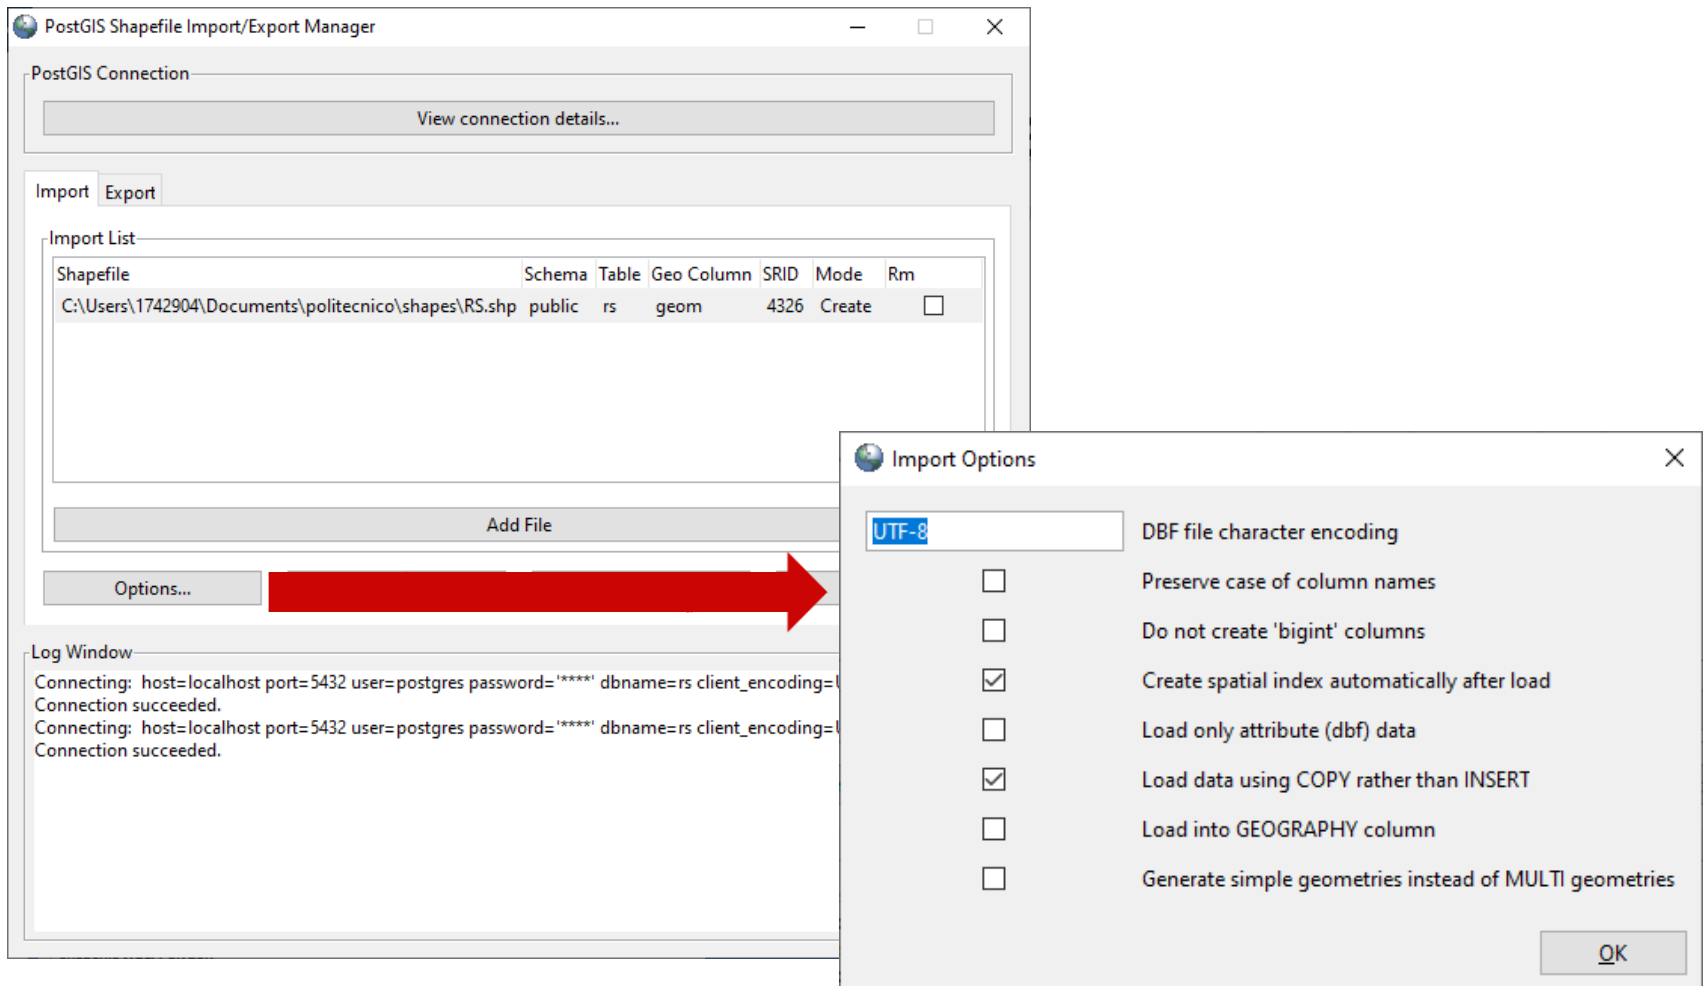 PostGIS Shapefile Import/Export Manager
PostGIS Connection
View connection details...
Import Export
Import List
Shapefile Schema Table Geo Column SRID Mode Rm
C:\Users\1742904\Documents\politecnico\shapes\RS.shp public rs geom 4326 Create
Add File
Options...
Log Window
Connecting: host=localhost port=5432 user=postgres password='****' dbname=rs client_encoding=
Connection succeeded.
Connecting: host=localhost port=5432 user=postgres password='****' dbname=rs client_encoding=
Connection succeeded.
Import Options
UTF-8 DBF file character encoding
Preserve case of column names
Do not create 'bigint' columns
Create spatial index automatically after load
Load only attribute (dbf) data
Load data using COPY rather than INSERT
Load into GEOGRAPHY column
Generate simple geometries instead of MULTI geometries
OK